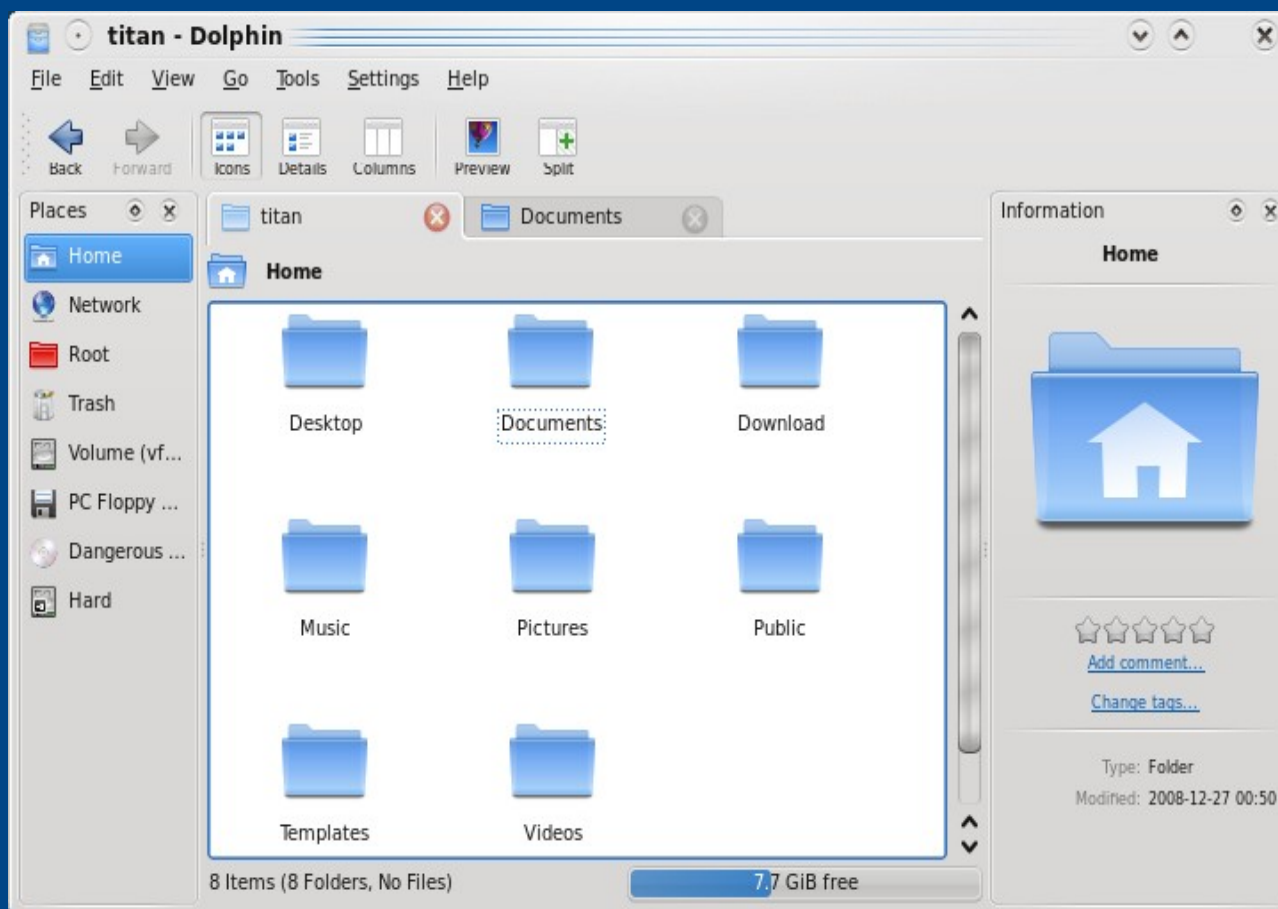 titan - Dolphin
File Edit View Go Tools Settings Help
Back Forward Icons Details Columns Preview Split
Places
Home
Network
Root
Trash
Volume (vf...
PC Floppy ...
Dangerous ...
Hard
titan Documents
Home
Desktop Documents Download
Music Pictures Public
Templates Videos
8 Items (8 Folders, No Files) 7.7 GiB free
Information
Home
Add comment...
Change tags...
Type: Folder
Modified: 2008-12-27 00:50